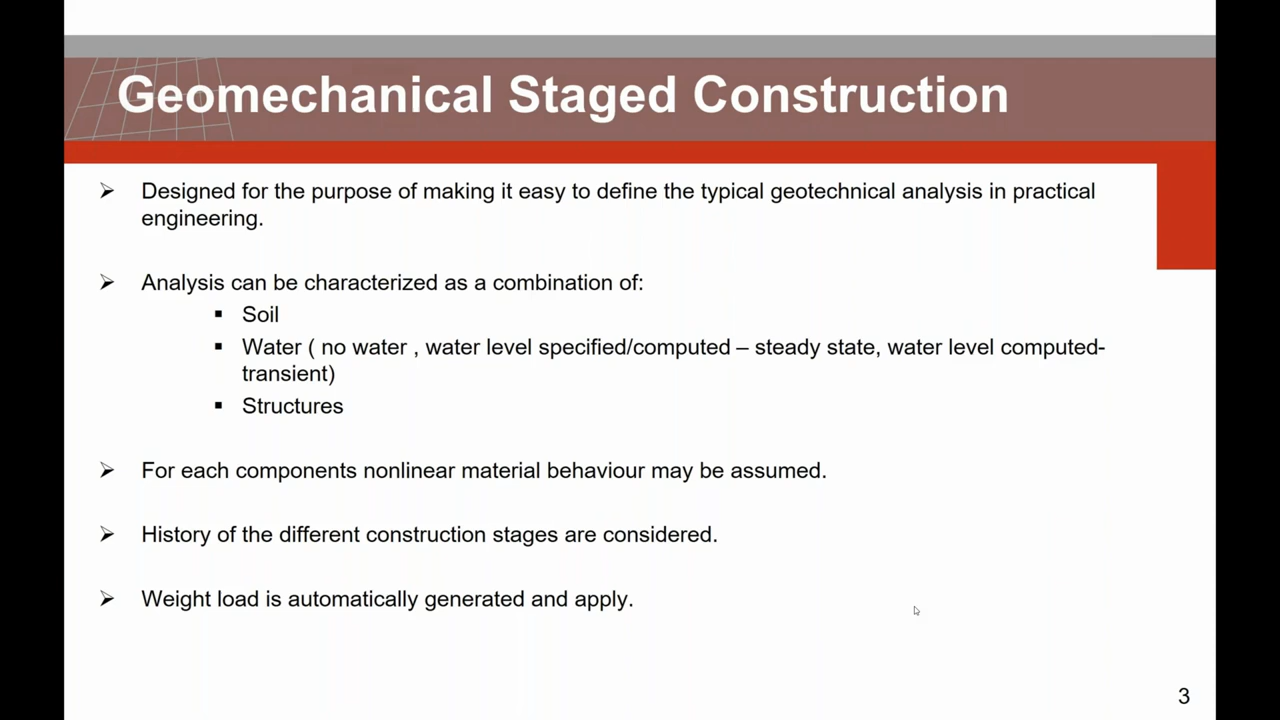 Geomechanical Staged Construction
Designed for the purpose of making it easy to define the typical geotechnical analysis in practical
engineering.
Analysis can be characterized as a combination of:
Soil
Water ( no water , water level specified/computed – steady state, water level computed-
transient)
Structures
For each components nonlinear material behaviour may be assumed.
History of the different construction stages are considered.
Weight load is automatically generated and apply.
3